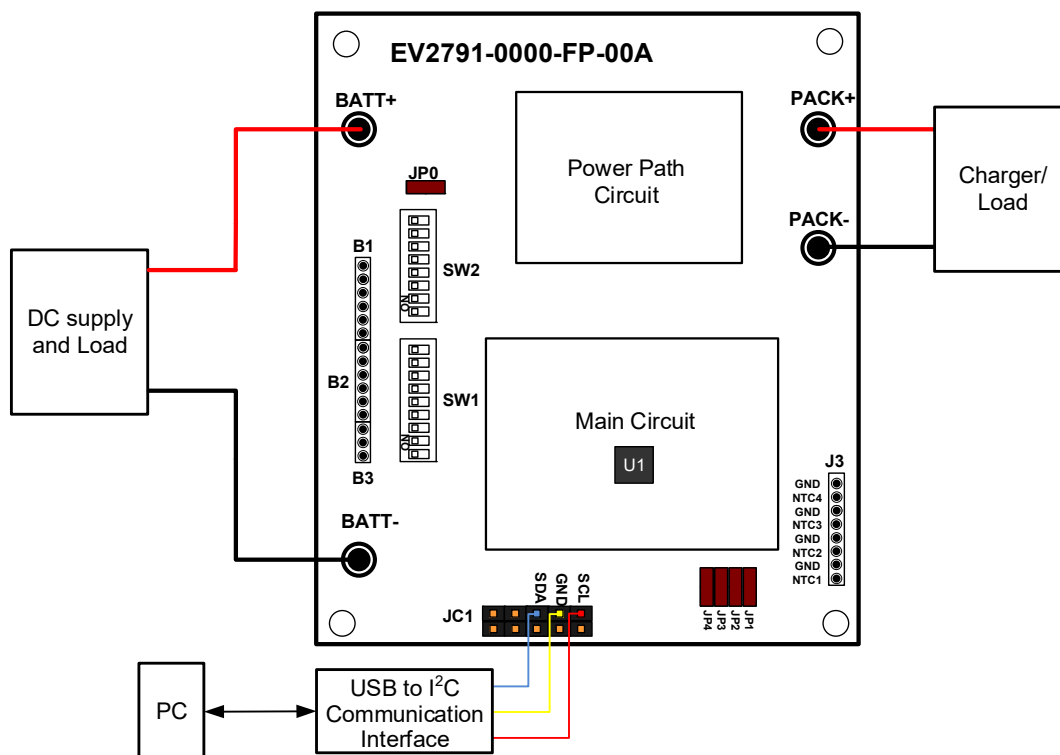 EV2791-0000-FP-00A
BATT+
PACK+
JP0
Power Path
Circuit
Charger/
Load
PACK-
B1
SW2
ON
DC supply
and Load
B2
SW1
ON
Main Circuit
U1
B3
J3
GND
NTC4
GND
NTC3
GND
NTC2
GND
NTC1
BATT-
SDA
GND
SCL
JC1
JP4
JP3
JP2
JP1
PC
USB to I²C
Communication
Interface